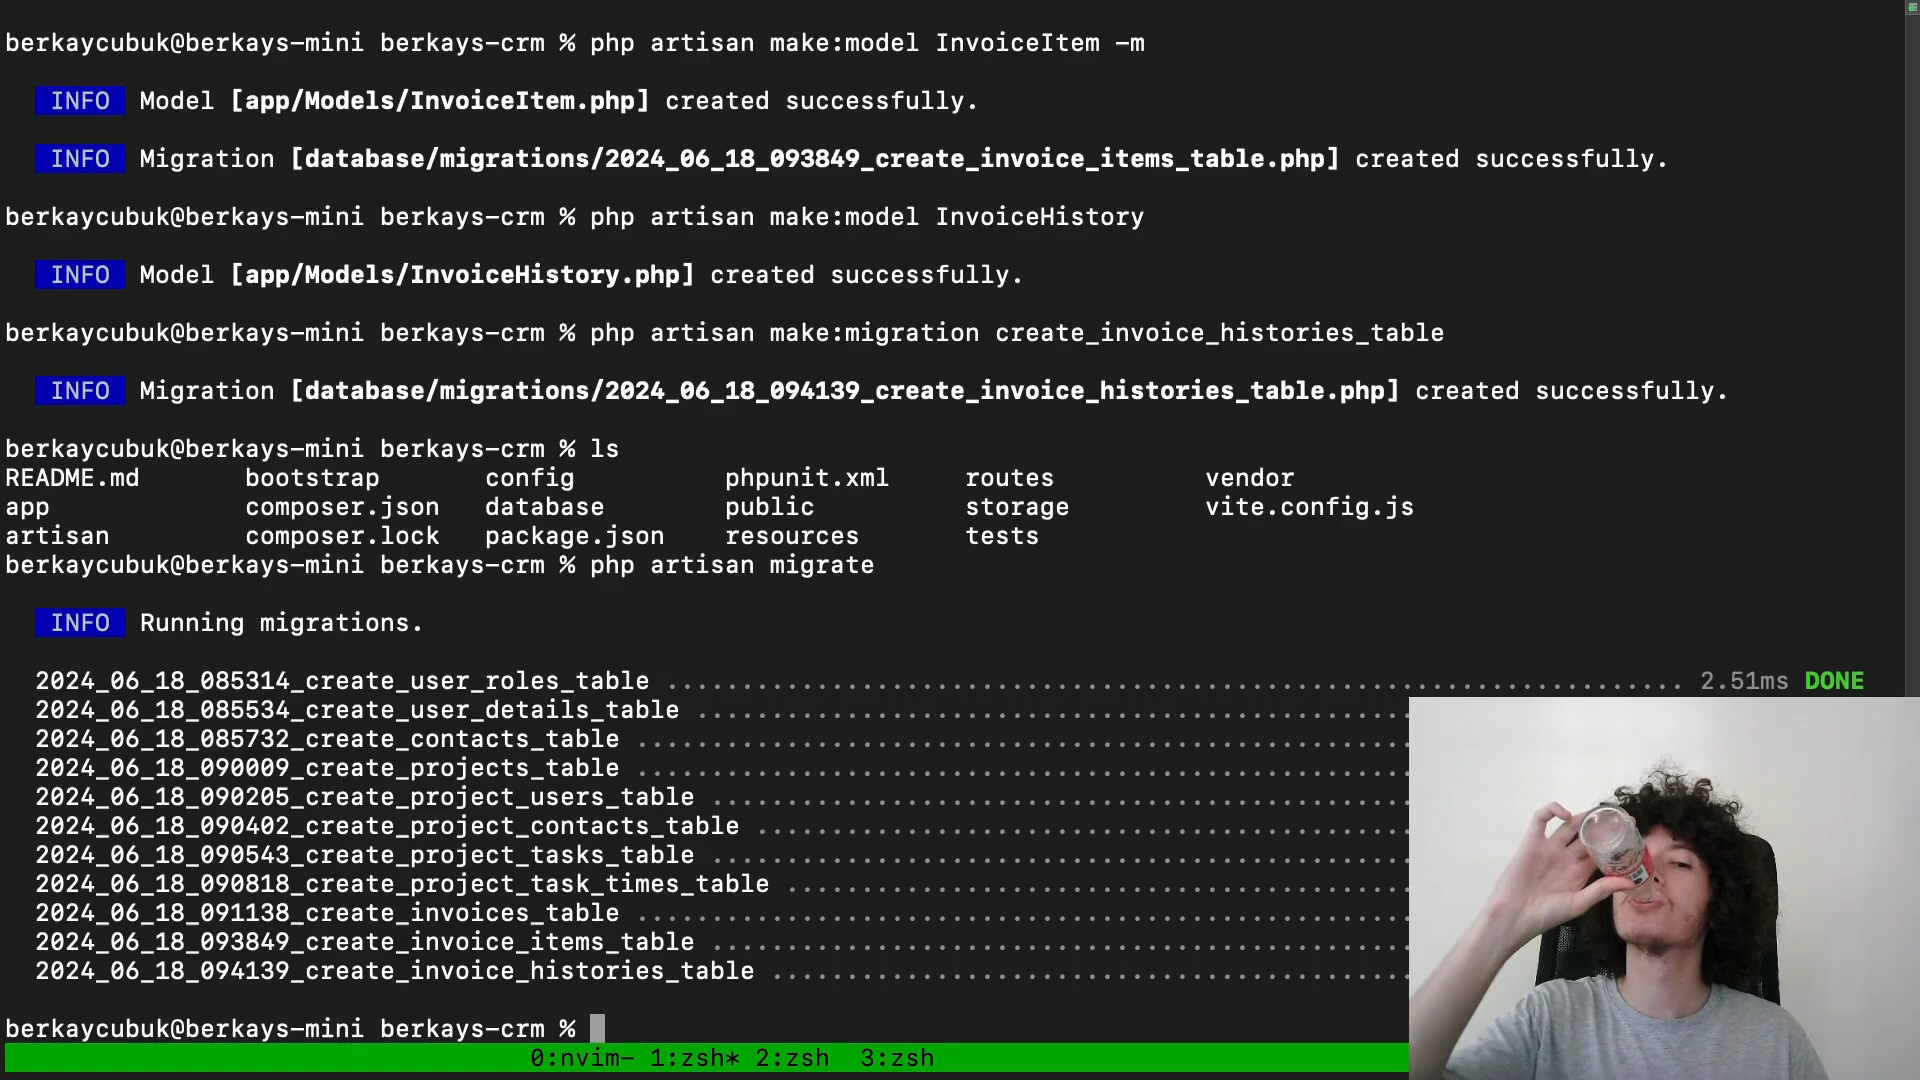 berkaycubuk@berkays-mini berkays-crm % php artisan make:model InvoiceItem -m
INFO Model [app/Models/InvoiceItem.php] created successfully.
INFO Migration [database/migrations/2024_06_18_093849_create_invoice_items_table.php] created successfully.
berkaycubuk@berkays-mini berkays-crm % php artisan make:model InvoiceHistory
INFO Model [app/Models/InvoiceHistory.php] created successfully.
berkaycubuk@berkays-mini berkays-crm % php artisan make:migration create_invoice_histories_table
INFO Migration [database/migrations/2024_06_18_094139_create_invoice_histories_table.php] created successfully.
berkaycubuk@berkays-mini berkays-crm % ls
README.md bootstrap config phpunit.xml routes vendor
app composer.json database public storage vite.config.js
artisan composer.lock package.json resources tests
berkaycubuk@berkays-mini berkays-crm % php artisan migrate
INFO Running migrations.
2024_06_18_085314_create_user_roles_table .................................................................... 2.51ms DONE
2024_06_18_085534_create_user_details_table ................................................
2024_06_18_085732_create_contacts_table ....................................................
2024_06_18_090009_create_projects_table ....................................................
2024_06_18_090205_create_project_users_table ...............................................
2024_06_18_090402_create_project_contacts_table ............................................
2024_06_18_090543_create_project_tasks_table ...............................................
2024_06_18_090818_create_project_task_times_table ..........................................
2024_06_18_091138_create_invoices_table ....................................................
2024_06_18_093849_create_invoice_items_table ...............................................
2024_06_18_094139_create_invoice_histories_table ...........................................
berkaycubuk@berkays-mini berkays-crm %
0:nvim- 1:zsh* 2:zsh 3:zsh